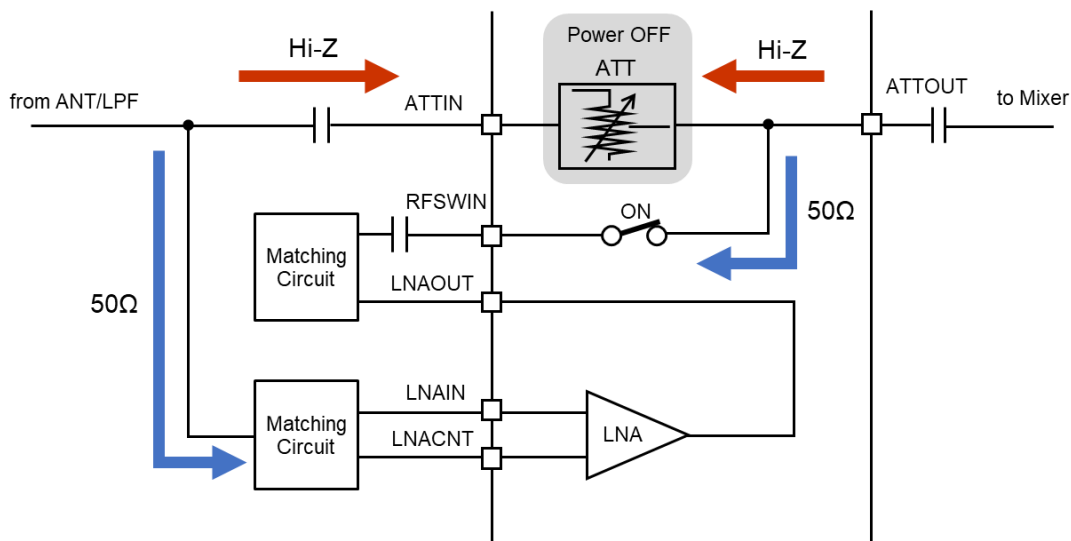 Power OFF
Hi-Z
Hi-Z
ATT
from ANT/LPF
ATTIN
ATTOUT
to Mixer
RFSWIN
ON
50Ω
Matching
Circuit
LNAOUT
50Ω
LNAIN
Matching
Circuit
LNACNT
LNA